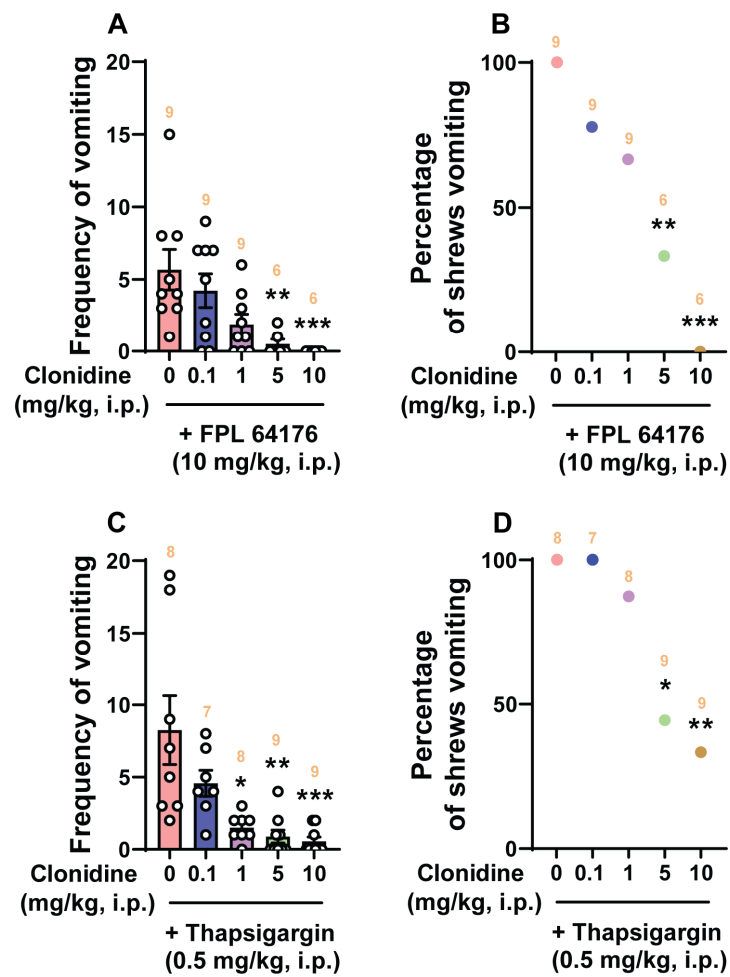 A
Frequency of vomiting
20
15
10
5
0
9
9
9
6
6
**
***
Clonidine 0 0.1 1 5 10
(mg/kg, i.p.)
+ FPL 64176
(10 mg/kg, i.p.)
B
Percentage
of shrews vomiting
100
50
0
9
9
9
6
6
**
***
Clonidine 0 0.1 1 5 10
(mg/kg, i.p.)
+ FPL 64176
(10 mg/kg, i.p.)
C
Frequency of vomiting
20
15
10
5
0
8
7
8
9
9
*
**
***
Clonidine 0 0.1 1 5 10
(mg/kg, i.p.)
+ Thapsigargin
(0.5 mg/kg, i.p.)
D
Percentage
of shrews vomiting
100
50
0
8
7
8
9
9
*
**
Clonidine 0 0.1 1 5 10
(mg/kg, i.p.)
+ Thapsigargin
(0.5 mg/kg, i.p.)